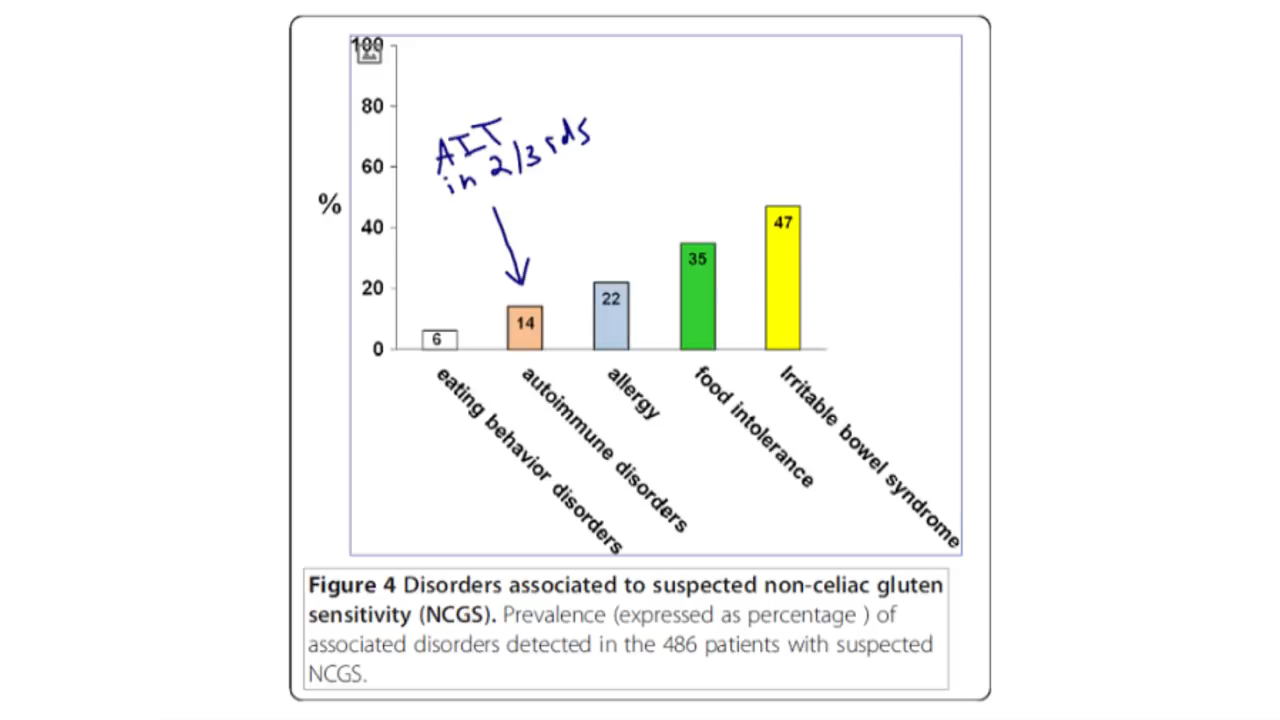 100
80
60
%
40
20
0
AIT
in 2/3rds
6
14
22
35
47
eating behavior disorders
autoimmune disorders
allergy
food intolerance
Irritable bowel syndrome
Figure 4 Disorders associated to suspected non-celiac gluten
sensitivity (NCGS). Prevalence (expressed as percentage ) of
associated disorders detected in the 486 patients with suspected
NCGS.